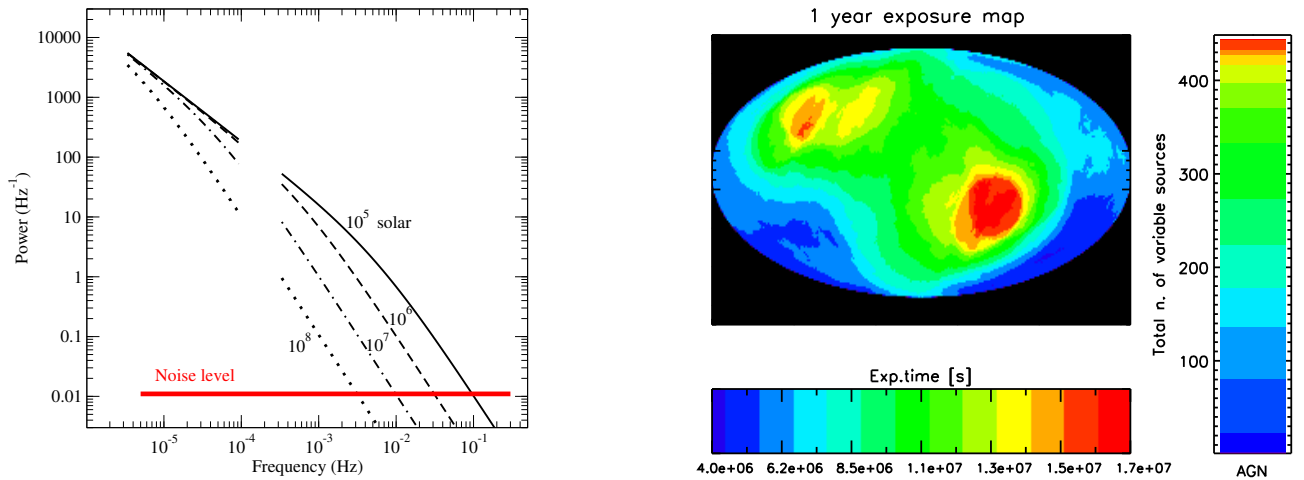 10000
1000
100
10
1
0.1
0.01
Power (Hz⁻¹)
10⁵ solar
10⁶
10⁷
10⁸
Noise level
10⁻⁵
10⁻⁴
10⁻³
10⁻²
10⁻¹
Frequency (Hz)
1 year exposure map
Exp.time [s]
4.0e+06 6.2e+06 8.5e+06 1.1e+07 1.3e+07 1.5e+07 1.7e+07
Total n. of variable sources
400
300
200
100
AGN